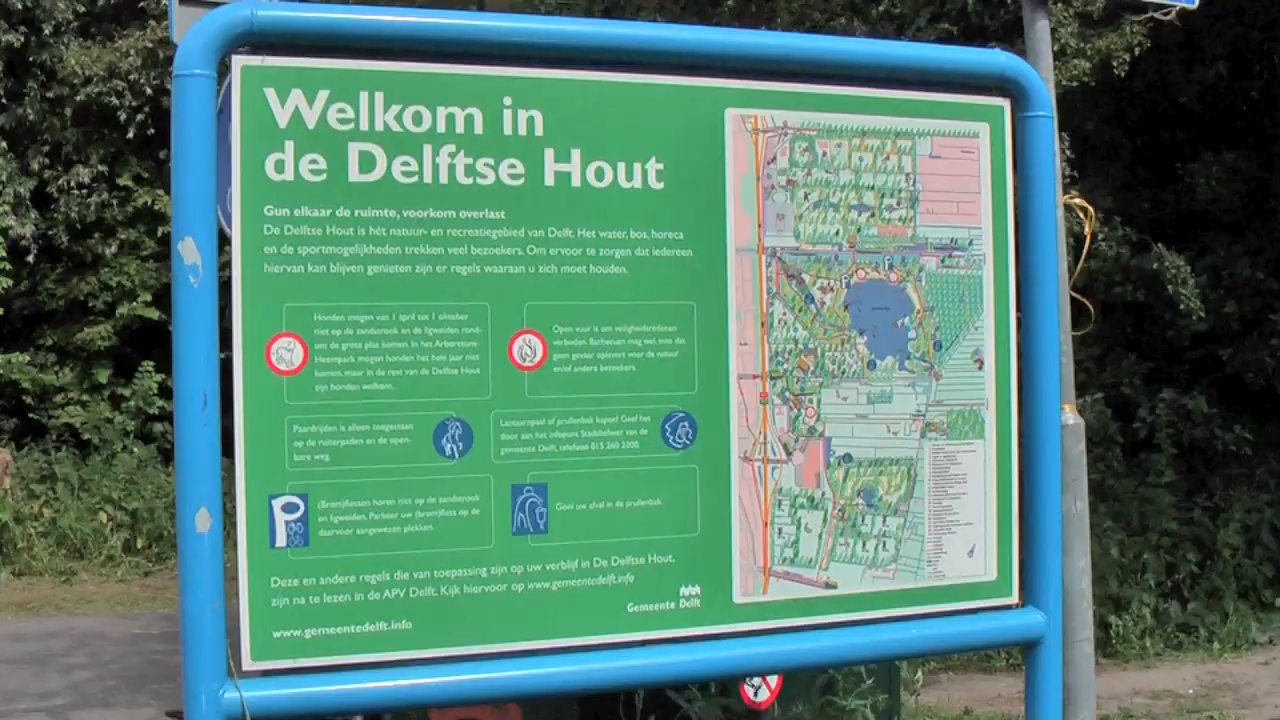 Welkom in
de Delftse Hout
Gun elkaar de ruimte, voorkom overlast
De Delftse Hout is hét natuur- en recreatiegebied van Delft. Het water, bos, horeca
en de sportmogelijkheden trekken veel bezoekers. Om ervoor te zorgen dat iedereen
hiervan kan blijven genieten zijn er regels waaraan u zich moet houden.
Honden mogen van 1 april tot 1 oktober
niet op de zandstrook en de ligweiden rond-
om de grote plas komen. In het Arboretum-
Heempark mogen honden het hele jaar niet
komen, maar in de rest van de Delftse Hout
zijn honden welkom.
Open vuur is om veiligheidsredenen
verboden. Barbecuen mag wel, mits dat
geen gevaar oplevert voor de natuur
en/of andere bezoekers.
Paardrijden is alleen toegestaan
op de ruiterpaden en de open-
bare weg.
Lantaarnpaal of prullenbak kapot? Geef het
door aan het infopunt Stadsbeheer van de
gemeente Delft, telefoon 015 260 2200.
P
(Brom)fietsen horen niet op de zandstrook
en ligweiden. Parkeer uw (brom)fiets op de
daarvoor aangewezen plekken.
Gooi uw afval in de prullenbak.
Deze en andere regels die van toepassing zijn op uw verblijf in De Delftse Hout,
zijn na te lezen in de APV Delft. Kijk hiervoor op www.gemeentedelft.info
Gemeente Delft
www.gemeentedelft.info